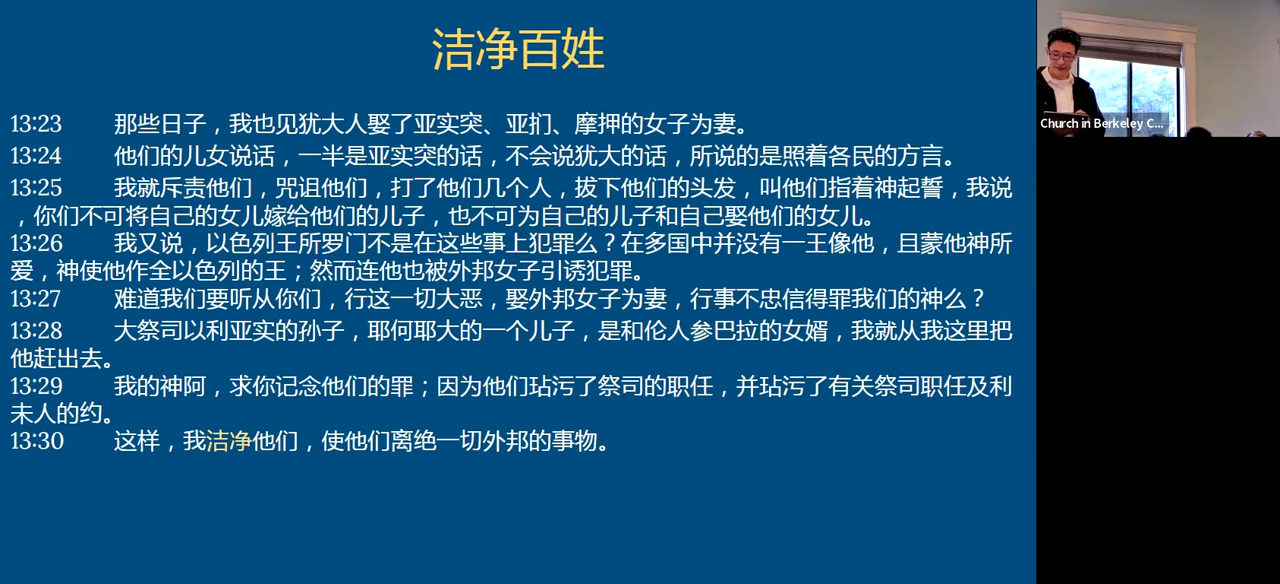 洁净百姓
13:23 那些日子，我也见犹大人娶了亚实突、亚扪、摩押的女子为妻。
13:24 他们的儿女说话，一半是亚实突的话，不会说犹大的话，所说的是照着各民的方言。
13:25 我就斥责他们，咒诅他们，打了他们几个人，拔下他们的头发，叫他们指着神起誓，我说
，你们不可将自己的女儿嫁给他们的儿子，也不可为自己的儿子和自己娶他们的女儿。
13:26 我又说，以色列王所罗门不是在这些事上犯罪么？在多国中并没有一王像他，且蒙他神所
爱，神使他作全以色列的王；然而连他也被外邦女子引诱犯罪。
13:27 难道我们要听从你们，行这一切大恶，娶外邦女子为妻，行事不忠信得罪我们的神么？
13:28 大祭司以利亚实的孙子，耶何耶大的一个儿子，是和伦人参巴拉的女婿，我就从我这里把
他赶出去。
13:29 我的神阿，求你记念他们的罪；因为他们玷污了祭司的职任，并玷污了有关祭司职任及利
未人的约。
13:30 这样，我洁净他们，使他们离绝一切外邦的事物。
Church in Berkeley C...